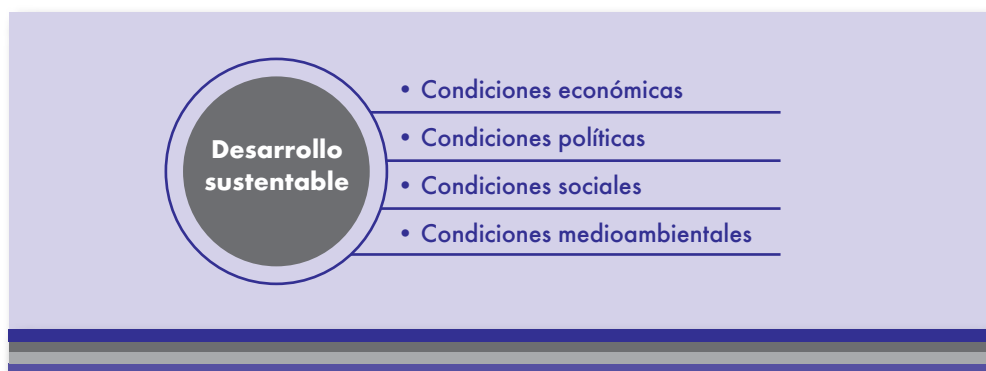 Desarrollo
sustentable
• Condiciones económicas
• Condiciones políticas
• Condiciones sociales
• Condiciones medioambientales